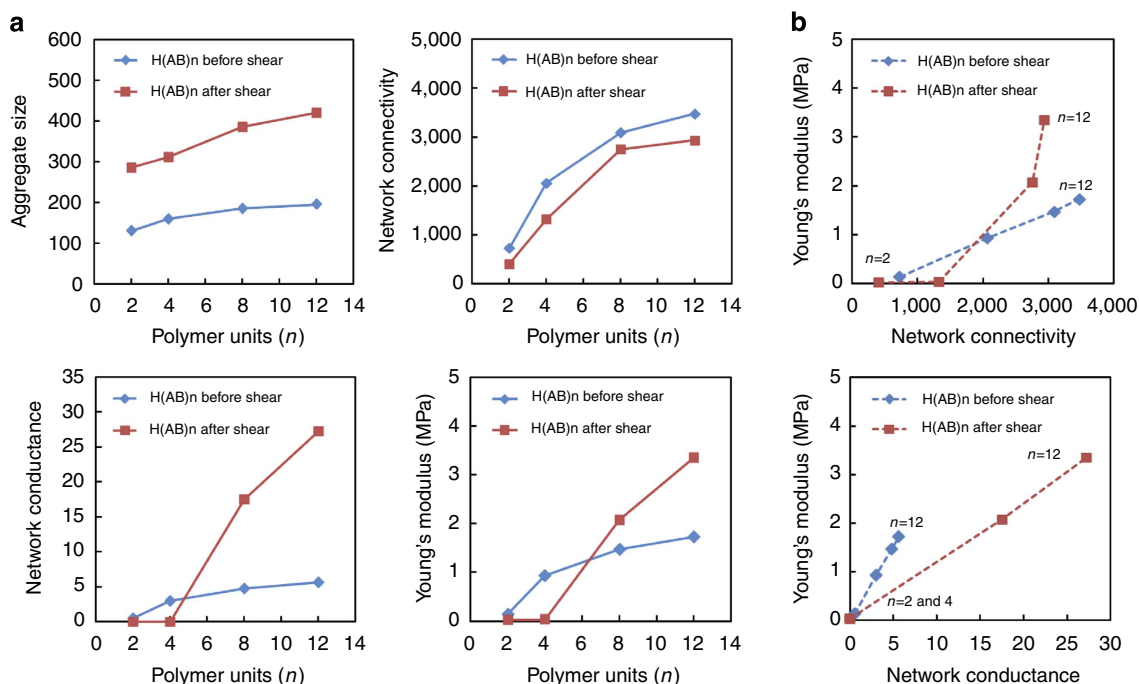 a
600
500
400
300
200
100
0
Aggregate size
H(AB)n before shear
H(AB)n after shear
0 2 4 6 8 10 12 14
Polymer units (n)
5,000
4,000
3,000
2,000
1,000
0
Network connectivity
H(AB)n before shear
H(AB)n after shear
0 2 4 6 8 10 12 14
Polymer units (n)
b
5
4
3
2
1
0
Young's modulus (MPa)
H(AB)n before shear
H(AB)n after shear
n=12
n=12
n=2
0 1,000 2,000 3,000 4,000
Network connectivity
35
30
25
20
15
10
5
0
Network conductance
H(AB)n before shear
H(AB)n after shear
0 2 4 6 8 10 12 14
Polymer units (n)
5
4
3
2
1
0
Young's modulus (MPa)
H(AB)n before shear
H(AB)n after shear
0 2 4 6 8 10 12 14
Polymer units (n)
5
4
3
2
1
0
Young's modulus (MPa)
H(AB)n before shear
H(AB)n after shear
n=12
n=12
n=2 and 4
0 5 10 15 20 25 30
Network conductance